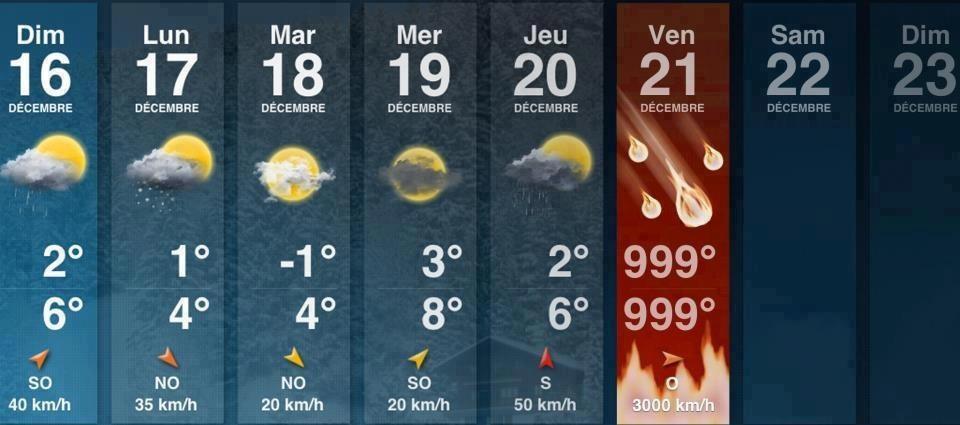 Dim
16
DÉCEMBRE
2°
6°
SO
40 km/h
Lun
17
DÉCEMBRE
1°
4°
NO
35 km/h
Mar
18
DÉCEMBRE
-1°
4°
NO
20 km/h
Mer
19
DÉCEMBRE
3°
8°
SO
20 km/h
Jeu
20
DÉCEMBRE
2°
6°
S
50 km/h
Ven
21
DÉCEMBRE
999°
999°
O
3000 km/h
Sam
22
DÉCEMBRE
Dim
23
DÉCEMBRE